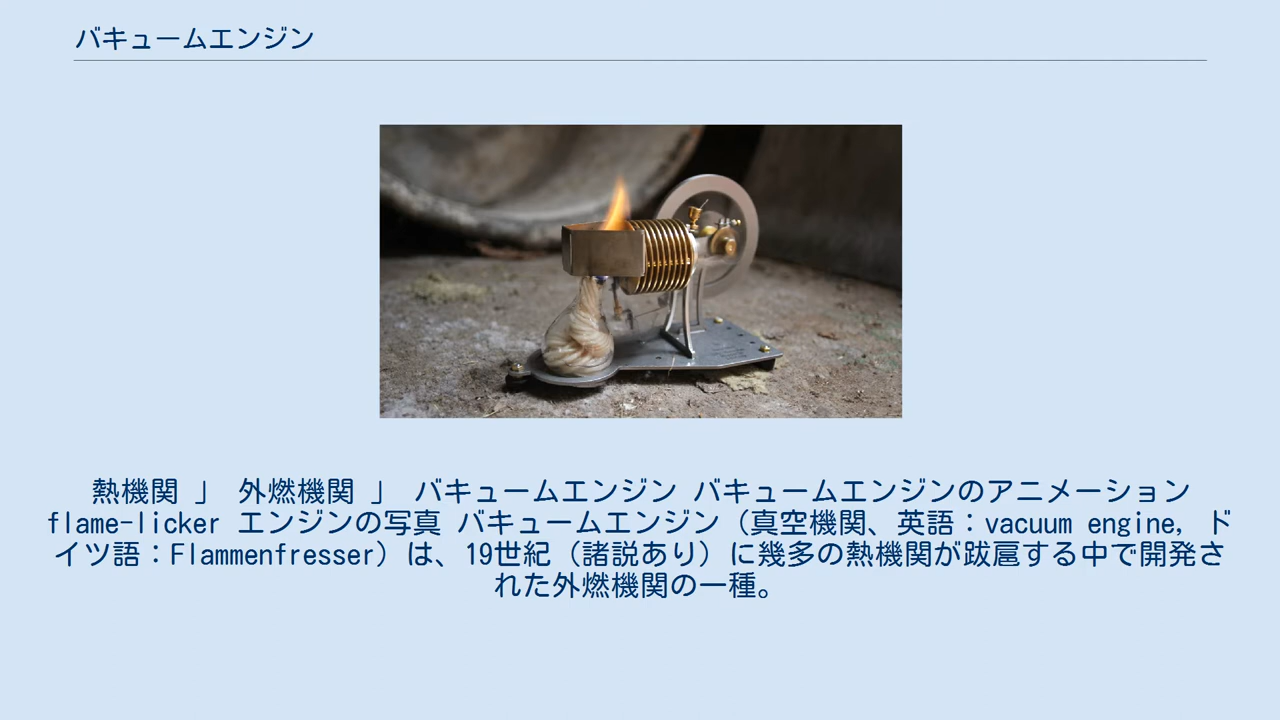 バキュームエンジン
熱機関 」 外燃機関 」 バキュームエンジン バキュームエンジンのアニメーション
flame-licker エンジンの写真 バキュームエンジン（真空機関、英語：vacuum engine, ド
イツ語：Flammenfresser）は、19世紀（諸説あり）に幾多の熱機関が跋扈する中で開発さ
れた外燃機関の一種。